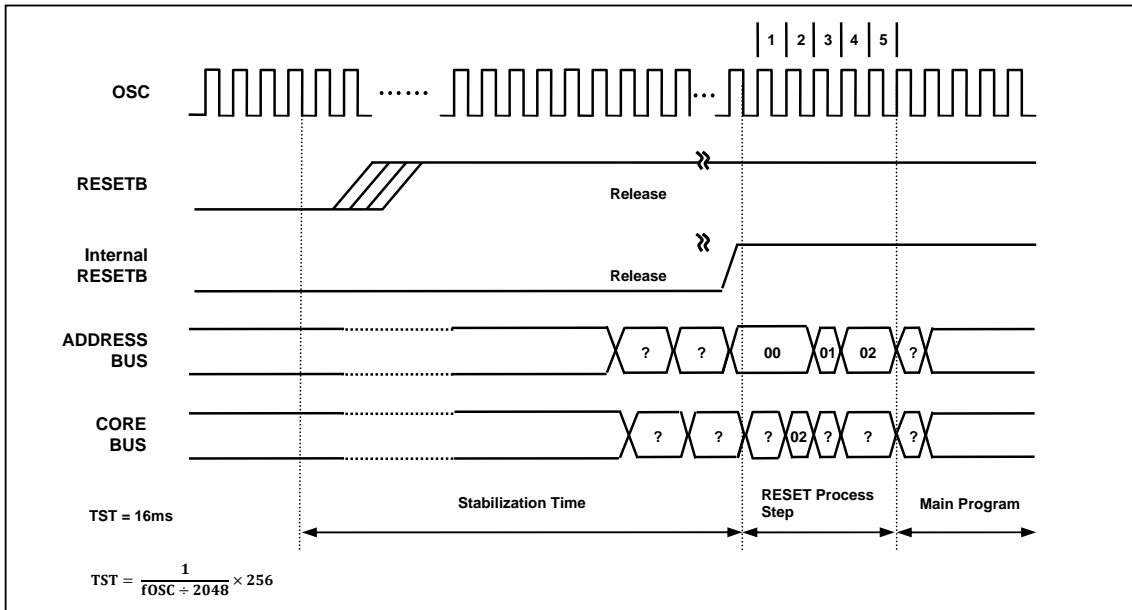 1 2 3 4 5
OSC
RESETB
Release
Internal
RESETB
Release
ADDRESS
BUS
? ? 00 01 02 ?
CORE
BUS
? ? ? 02 ? ? ?
Stabilization Time
RESET Process
Step
Main Program
TST = 16ms
TST = 1 / fOSC ÷ 2048 × 256